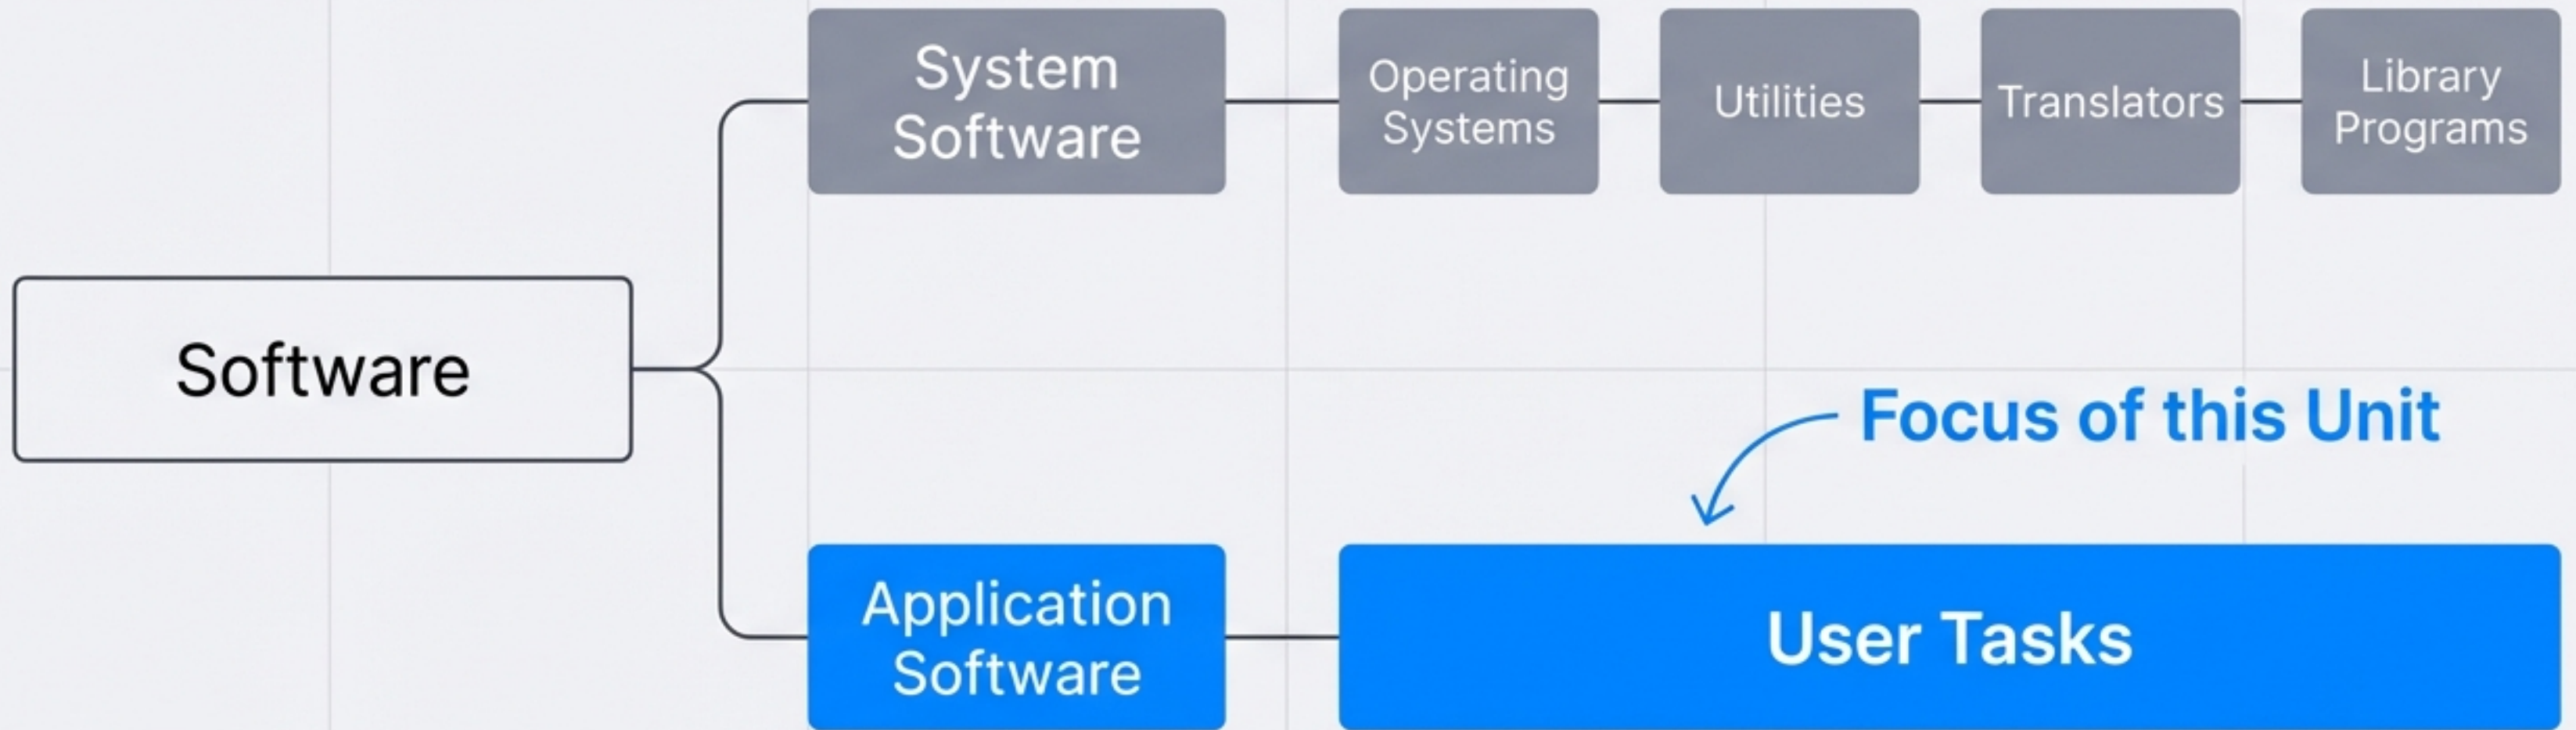 System
Software
Operating
Systems
Utilities
Translators
Library
Programs
Software
Focus of this Unit
Application
Software
User Tasks